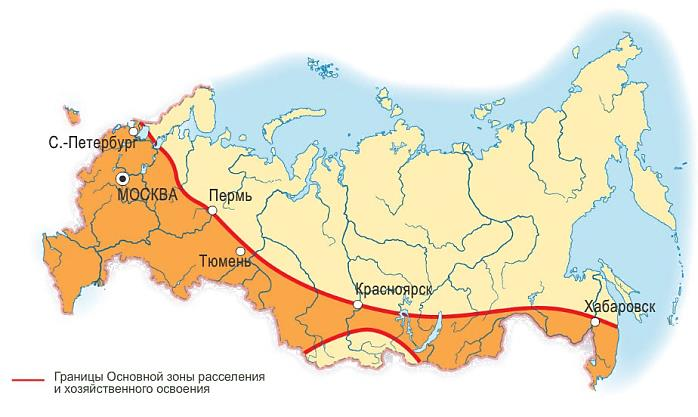 С.-Петербург
МОСКВА
Пермь
Тюмень
Красноярск
Хабаровск
Границы Основной зоны расселения
и хозяйственного освоения